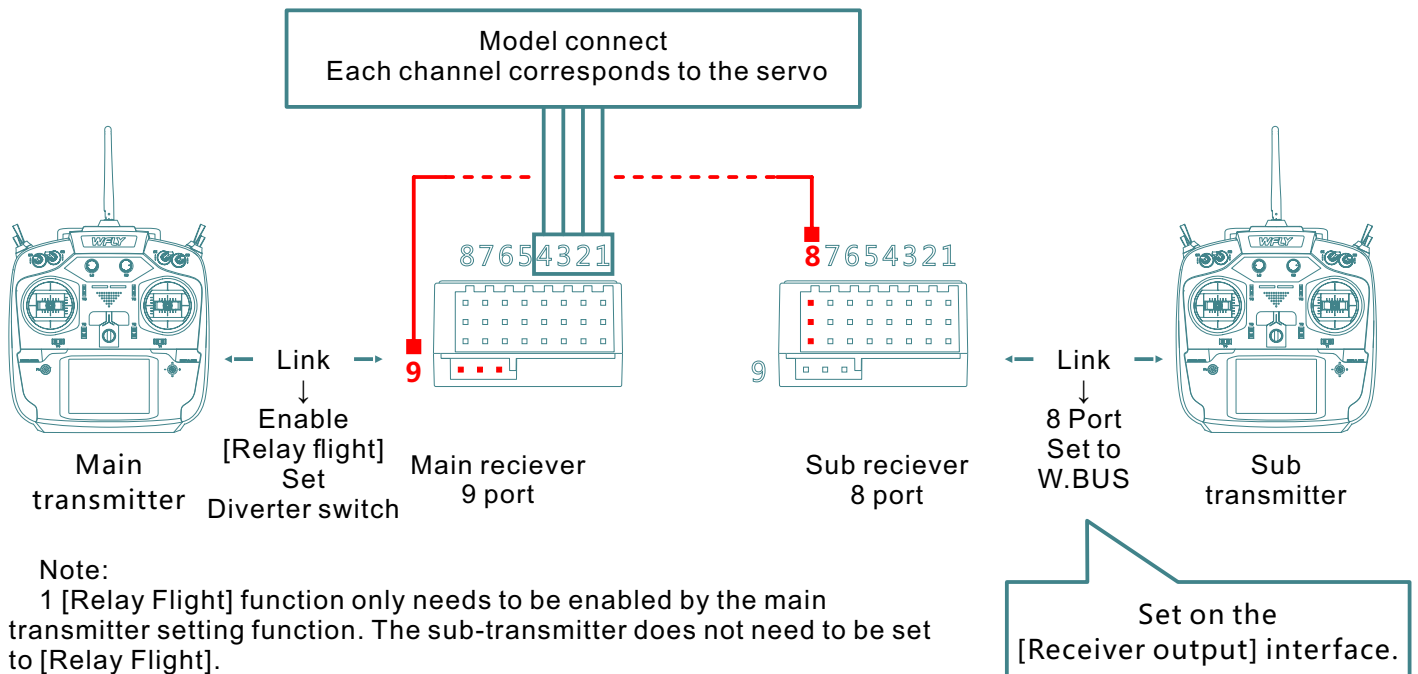 Model connect
Each channel corresponds to the servo
WFLY
87654321
87654321
WFLY
9
9
Link
↓
Enable
[Relay flight]
Set
Diverter switch
Link
↓
8 Port
Set to
W.BUS
Main
transmitter
Main reciever
9 port
Sub reciever
8 port
Sub
transmitter
Note:
1 [Relay Flight] function only needs to be enabled by the main
transmitter setting function. The sub-transmitter does not need to be set
to [Relay Flight].
Set on the
[Receiver output] interface.